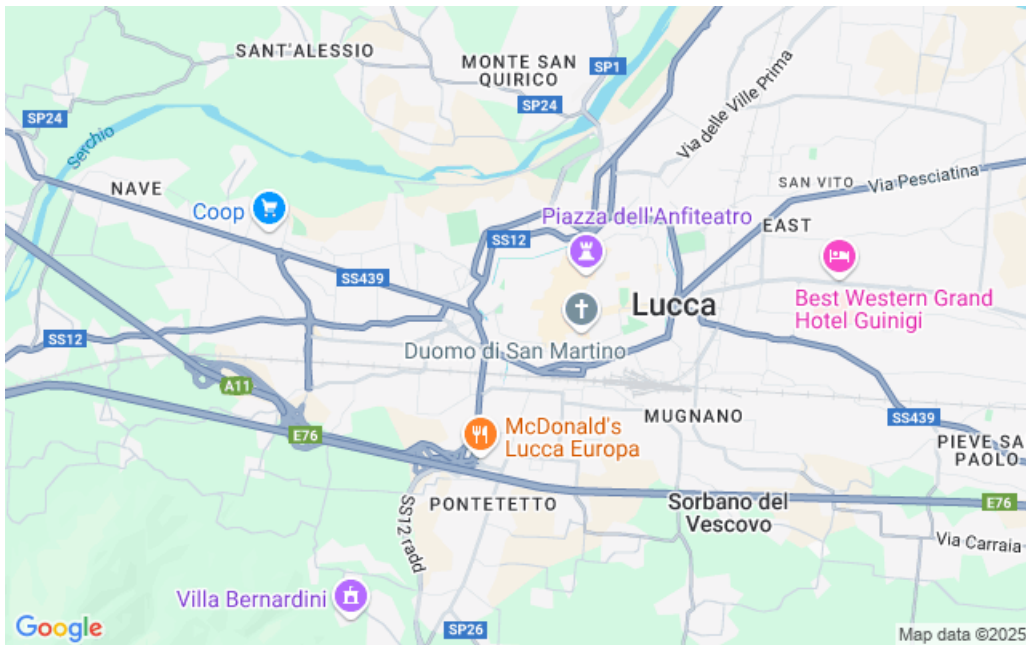 SANT'ALESSIO
MONTE SAN
QUIRICO
SP1
SP24
SP24
Via delle Ville Prima
Serchio
NAVE
SAN VITO
Via Pesciatina
Coop
Piazza dell'Anfiteatro
EAST
SS12
SS439
Best Western Grand
Hotel Guinigi
Lucca
SS12
Duomo di San Martino
A11
MUGNANO
SS439
McDonald's
Lucca Europa
E76
PIEVE SA
PAOLO
PONTETETTO
Sorbano del
Vescovo
E76
SS12 radd
Via Carraia
Villa Bernardini
SP26
Google
Map data ©2025